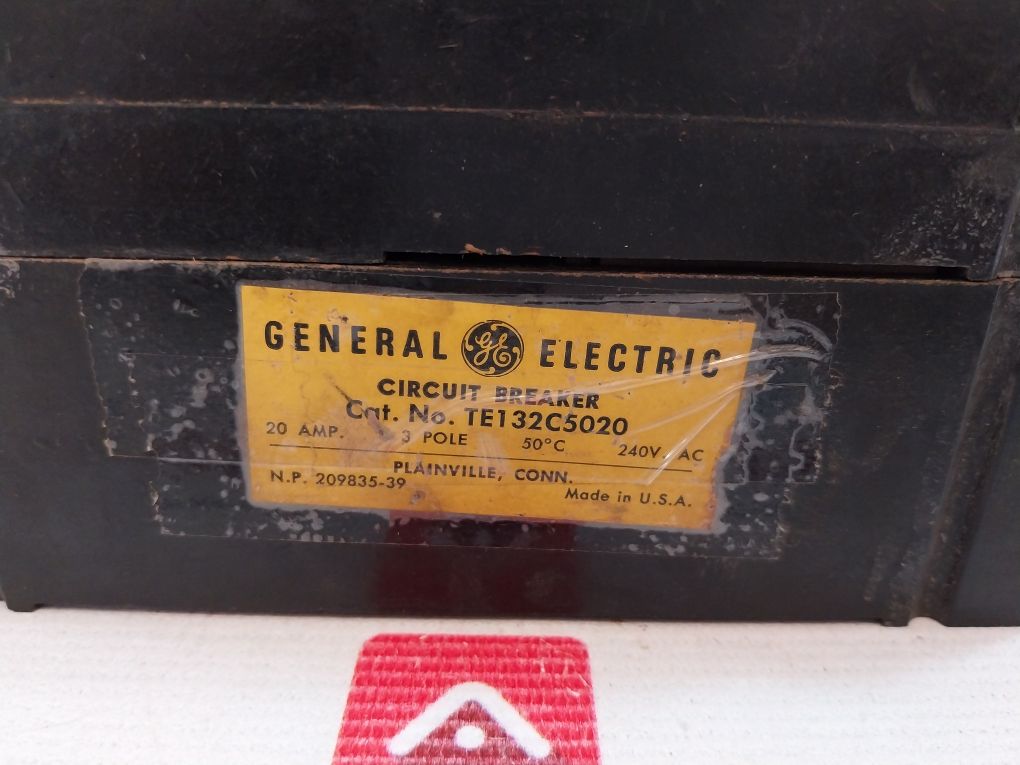 GENERAL GE ELECTRIC
CIRCUIT BREAKER
Cat. No. TE132C5020
20 AMP. 3 POLE 50°C 240V. AC
PLAINVILLE, CONN.
N.P. 209835-39 Made in U.S.A.